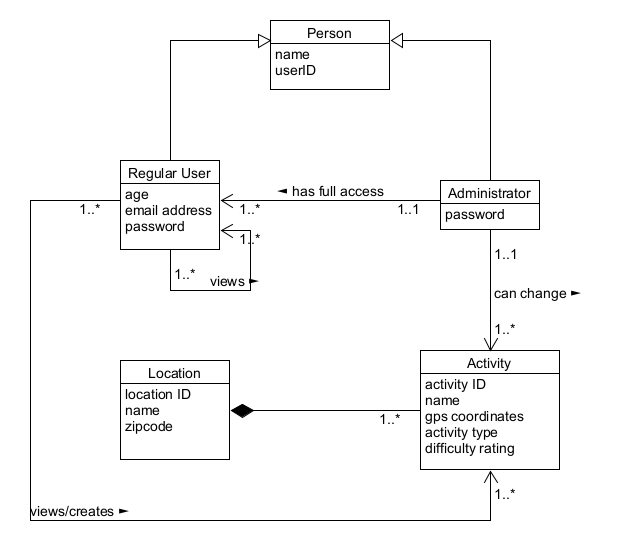 Person
name
userID
Regular User
age
email address
password
◄ has full access
1..*
1..*
1..1
Administrator
password
1..*
1..*
views ►
1..1
can change ►
1..*
Location
location ID
name
zipcode
1..*
Activity
activity ID
name
gps coordinates
activity type
difficulty rating
1..*
views/creates ►